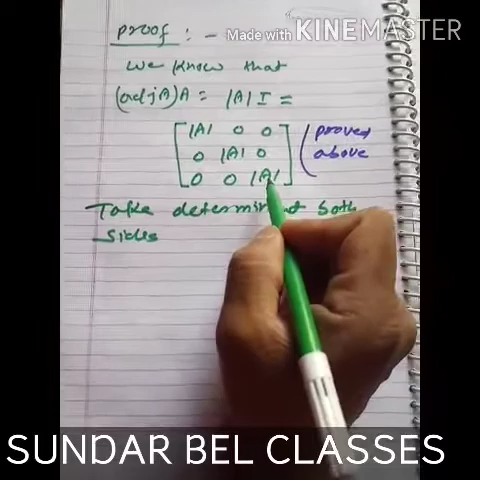 proof : -
Made with KINEMASTER
we know that
(adjA)A = |A| I =
|A| 0 0
0 |A| 0
0 0 |A|
(proved
above
Take determinant both
sides
SUNDAR BEL CLASSES